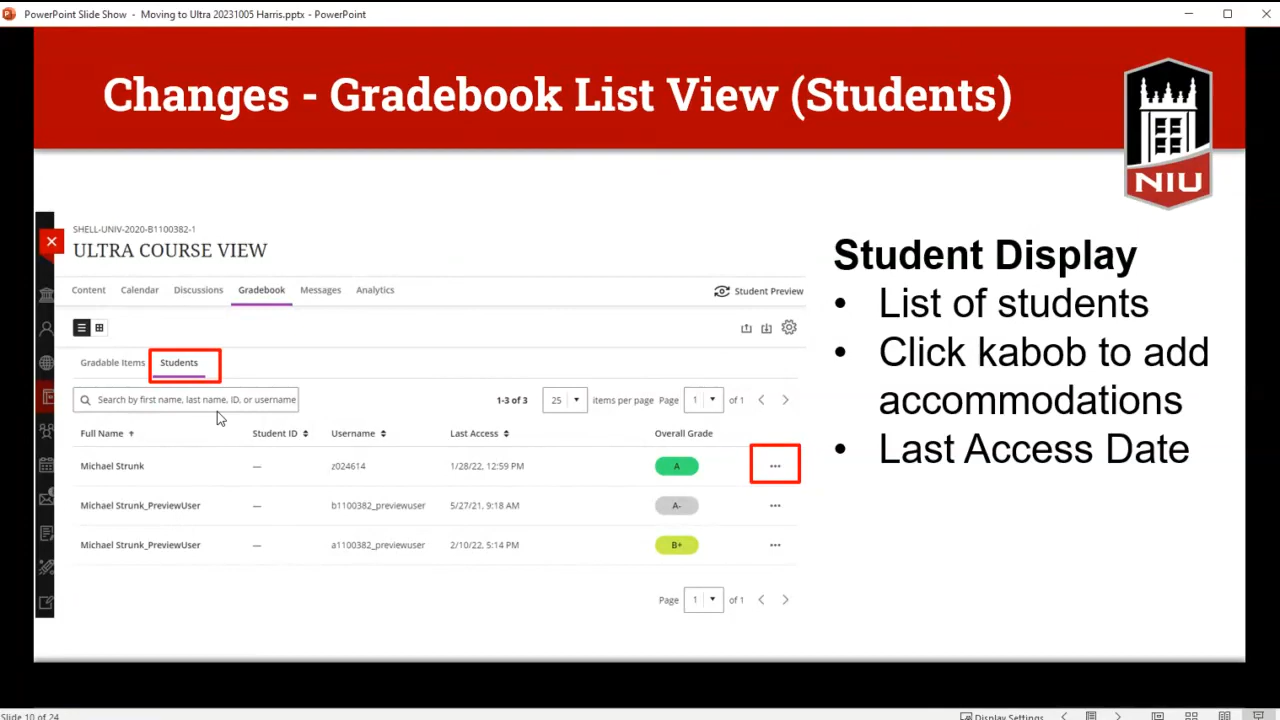 PowerPoint Slide Show - Moving to Ultra 20231005 Harris.pptx - PowerPoint
Changes - Gradebook List View (Students)
NIU
SHELL-UNIV-2020-B1100382-1
ULTRA COURSE VIEW
Content Calendar Discussions Gradebook Messages Analytics Student Preview
Gradable Items Students
Search by first name, last name, ID, or username 1-3 of 3 25 items per page Page 1 of 1
Full Name Student ID Username Last Access Overall Grade
Michael Strunk — z024614 1/28/22, 12:59 PM A •••
Michael Strunk_PreviewUser — b1100382_previewuser 5/27/21, 9:18 AM A- •••
Michael Strunk_PreviewUser — a1100382_previewuser 2/10/22, 5:14 PM B+ •••
Page 1 of 1
Student Display
• List of students
• Click kabob to add
accommodations
• Last Access Date
Slide 10 of 24 Display Settings